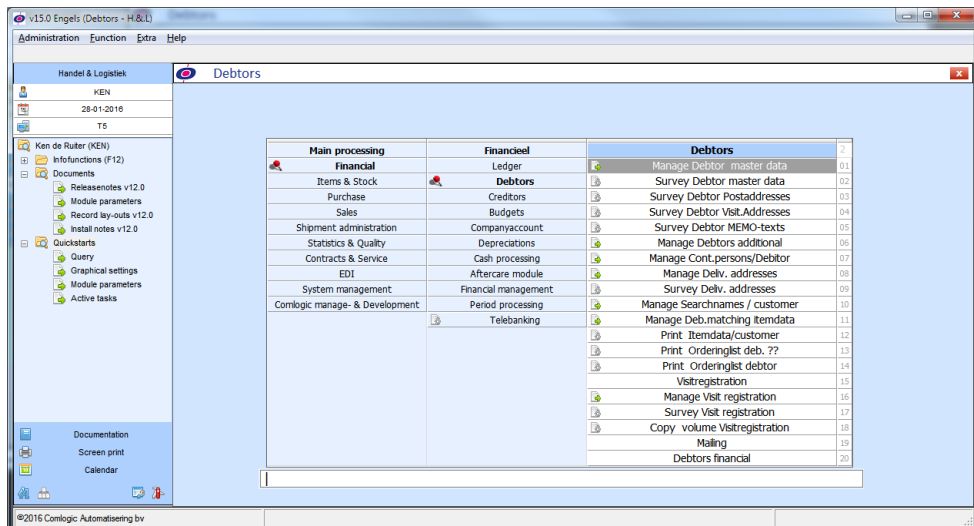 v15.0 Engels (Debtors - H.&.L)
Administration Function Extra Help
Handel & Logistiek
Debtors
KEN
28-01-2016
T5
Ken de Ruiter (KEN)
Infofunctions (F12)
Documents
Releasenotes v12.0
Module parameters
Record lay-outs v12.0
Install notes v12.0
Quickstarts
Query
Graphical settings
Module parameters
Active tasks
Documentation
Screen print
Calendar
Main processing
Financial
Items & Stock
Purchase
Sales
Shipment administration
Statistics & Quality
Contracts & Service
EDI
System management
Comlogic manage- & Development
Financieel
Ledger
Debtors
Creditors
Budgets
Companyaccount
Depreciations
Cash processing
Aftercare module
Financial management
Period processing
Telebanking
Debtors 2
Manage Debtor master data 01
Survey Debtor master data 02
Survey Debtor Postaddresses 03
Survey Debtor Visit.Addresses 04
Survey Debtor MEMO-texts 05
Manage Debtors additional 06
Manage Cont.persons/Debitor 07
Manage Deliv. addresses 08
Survey Deliv. addresses 09
Manage Searchnames / customer 10
Manage Deb.matching itemdata 11
Print Itemdata/customer 12
Print Orderinglist deb. ?? 13
Print Orderinglist debtor 14
Visitregistration 15
Manage Visit registration 16
Survey Visit registration 17
Copy volume Visitregistration 18
Mailing 19
Debtors financial 20
©2016 Comlogic Automatisering bv